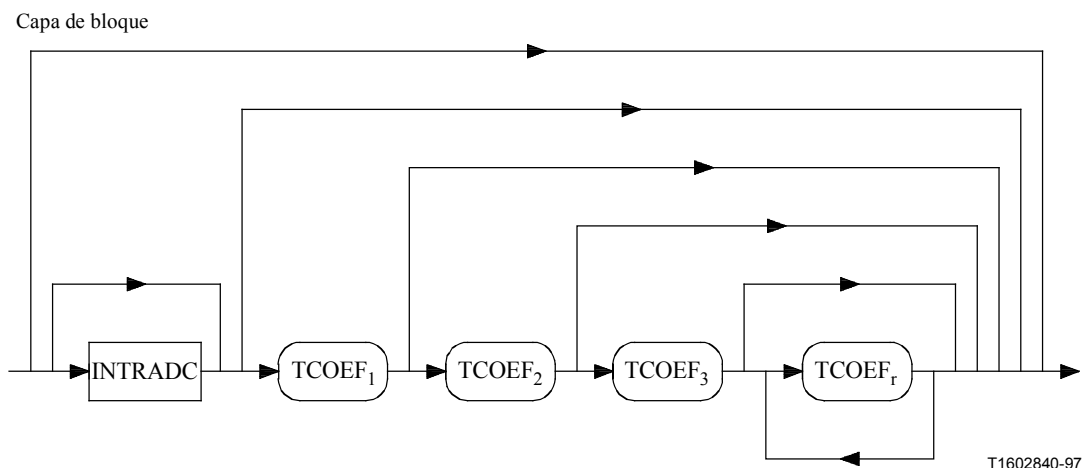 Capa de bloque
INTRADC
TCOEF1
TCOEF2
TCOEF3
TCOEFr
T1602840-97